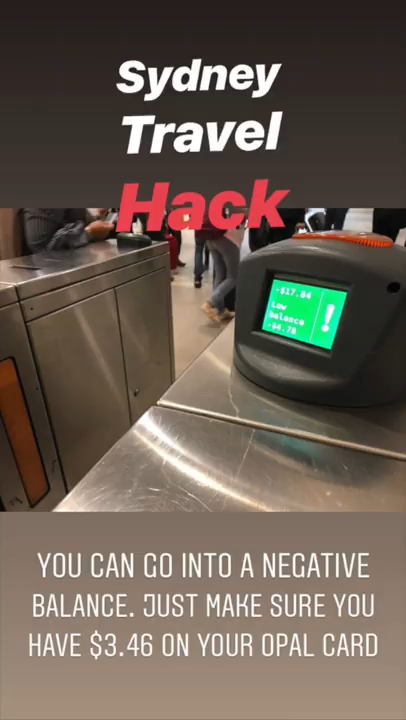 Sydney
Travel
Hack
-$17.84
Low
balance
-$4.78
!
YOU CAN GO INTO A NEGATIVE
BALANCE. JUST MAKE SURE YOU
HAVE $3.46 ON YOUR OPAL CARD